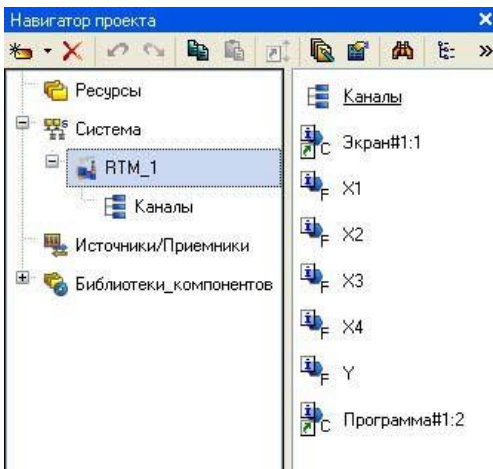 Навигатор проекта
Ресурсы
Система
RTM_1
Каналы
Источники/Приемники
Библиотеки_компонентов
Каналы
Экран#1:1
X1
X2
X3
X4
Y
Программа#1:2